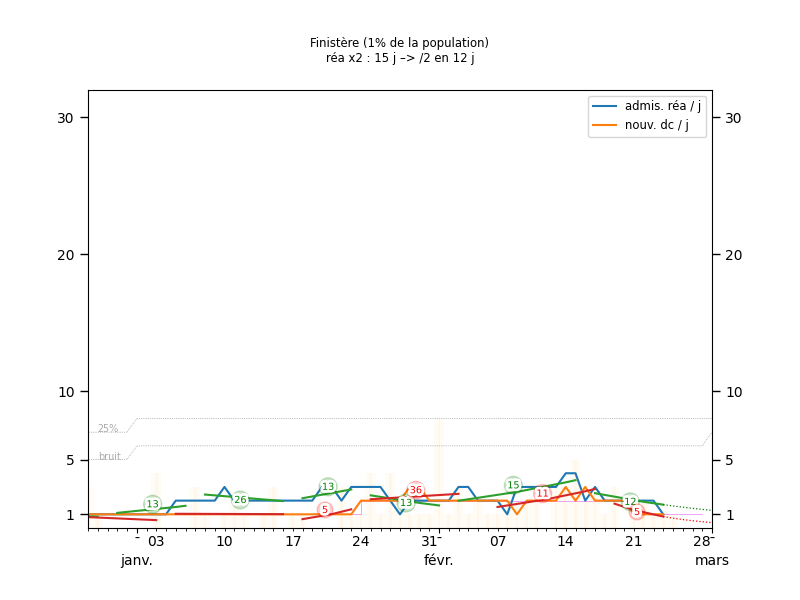 Finistère (1% de la population)
réa x2 : 15 j –> /2 en 12 j
admis. réa / j
nouv. dc / j
30 30
20 20
10 10
5 5
1 1
25%
bruit
13 26 13 5 13 36 15 11 12 5
03 10 17 24 31 07 14 21 28
janv. févr. mars